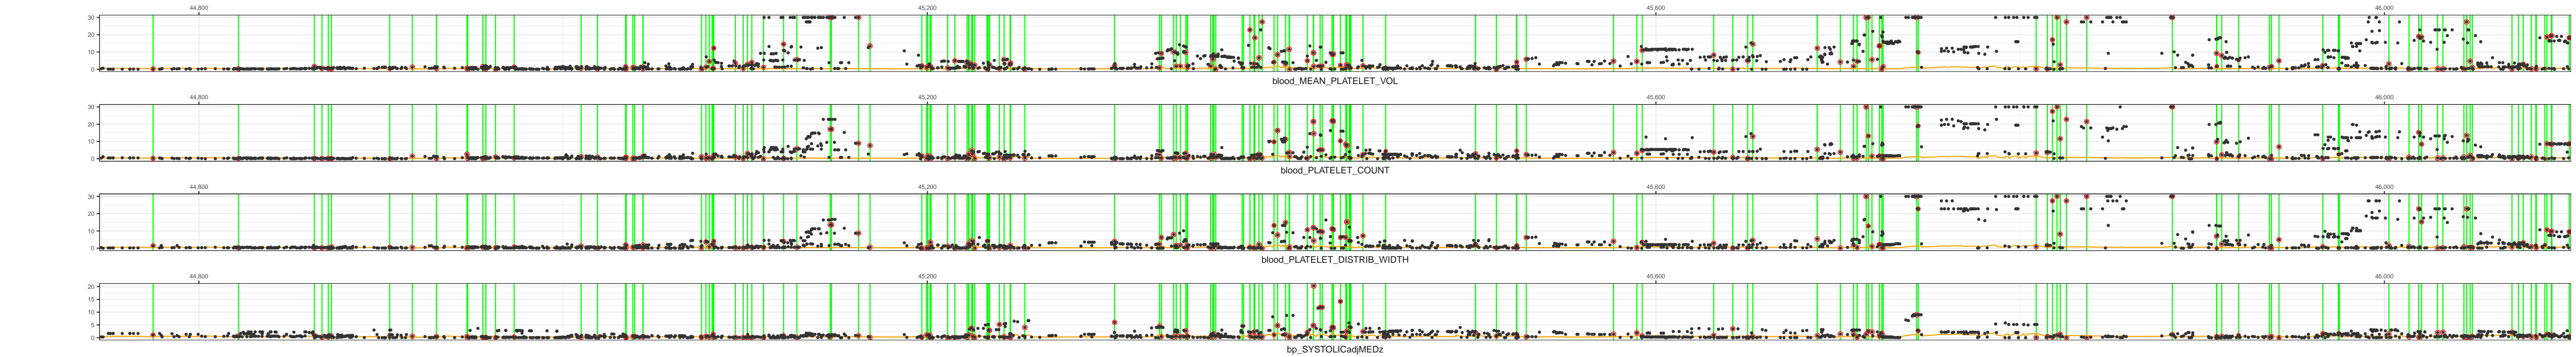 44,800 45,200 45,600 46,000
30
20
10
0
blood_MEAN_PLATELET_VOL
44,800 45,200 45,600 46,000
30
20
10
0
blood_PLATELET_COUNT
44,800 45,200 45,600 46,000
30
20
10
0
blood_PLATELET_DISTRIB_WIDTH
44,800 45,200 45,600 46,000
20
15
10
5
0
bp_SYSTOLICadjMEDz